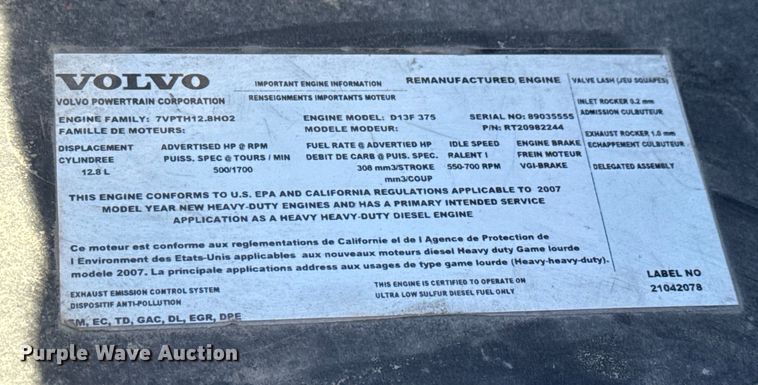 VOLVO
VOLVO POWERTRAIN CORPORATION
IMPORTANT ENGINE INFORMATION
RENSEIGNMENTS IMPORTANTS MOTEUR
REMANUFACTURED ENGINE
ENGINE FAMILY: 7VPTH12.8HO2
FAMILLE DE MOTEURS:
ENGINE MODEL: D13F 375
MODELE MODEUR:
SERIAL NO: 89035555
P/N: RT20982244
DISPLACEMENT
CYLINDREE
12.8 L
ADVERTISED HP @ RPM
PUISS. SPEC @ TOURS / MIN
500/1700
FUEL RATE @ ADVERTIED HP
DEBIT DE CARB @ PUIS. SPEC.
308 mm3/STROKE
mm3/COUP
IDLE SPEED
RALENTI I
550-700 RPM
ENGINE BRAKE
FREIN MOTEUR
VGI-BRAKE
VALVE LASH (JEU SOUPAPES)
INLET ROCKER 0.2 mm
ADMISSION CULBUTEUR
EXHAUST ROCKER 1.0 mm
ECHAPPEMENT CULBUTEUR
DELEGATED ASSEMBLY
THIS ENGINE CONFORMS TO U.S. EPA AND CALIFORNIA REGULATIONS APPLICABLE TO 2007
MODEL YEAR NEW HEAVY-DUTY ENGINES AND HAS A PRIMARY INTENDED SERVICE
APPLICATION AS A HEAVY HEAVY-DUTY DIESEL ENGINE
Ce moteur est conforme aux reglementations de Californie et de l Agence de Protection de
l Environment des Etats-Unis applicables aux nouveaux moteurs diesel Heavy duty Game lourde
modele 2007. La principale applications address aux usages de type game lourde (Heavy-heavy-duty).
EXHAUST EMISSION CONTROL SYSTEM
DISPOSITIF ANTI-POLLUTION
EM, EC, TD, GAC, DL, EGR, DPE
THIS ENGINE IS CERTIFIED TO OPERATE ON
ULTRA LOW SULFUR DIESEL FUEL ONLY
LABEL NO
21042078
Purple Wave Auction